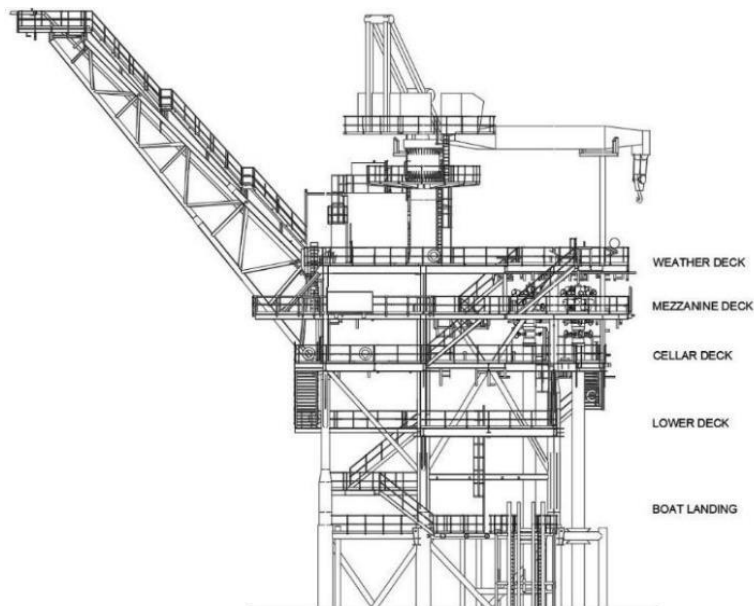 WEATHER DECK
MEZZANINE DECK
CELLAR DECK
LOWER DECK
BOAT LANDING